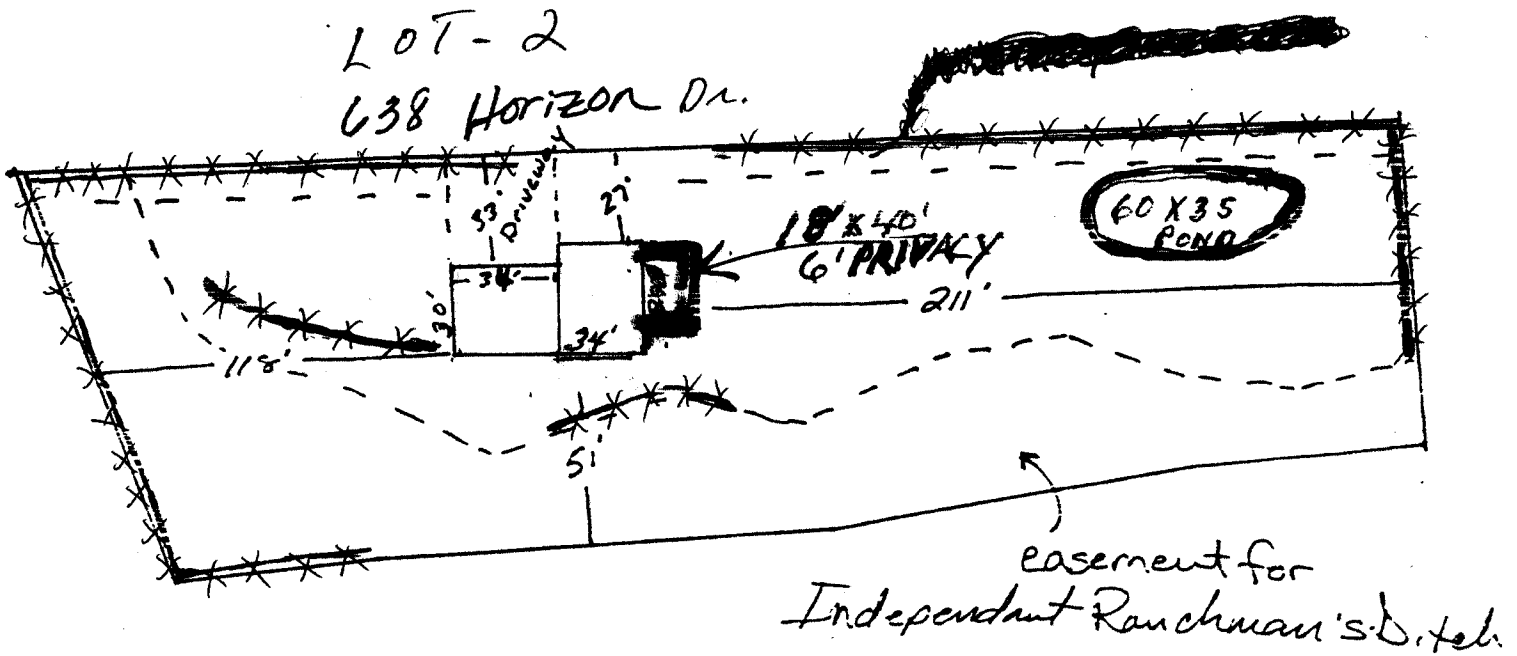 LOT-2
638 Horizon Dr.
33'
Driveway
27'
18' x 40'
6' PRIVACY
60 X 35
POND
34'
30'
211'
34'
118'
51'
easement for
Independant Ranchman's Ditch